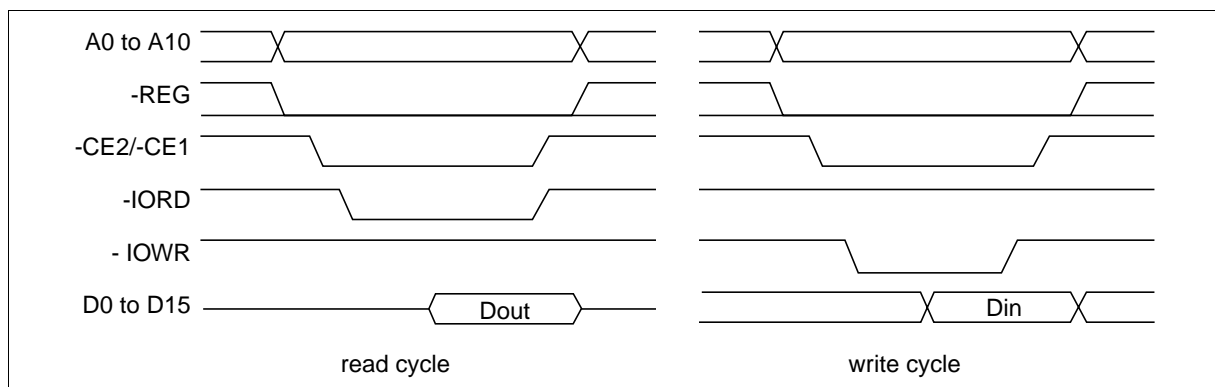 A0 to A10
-REG
-CE2/-CE1
-IORD
- IOWR
D0 to D15
Dout
Din
read cycle
write cycle